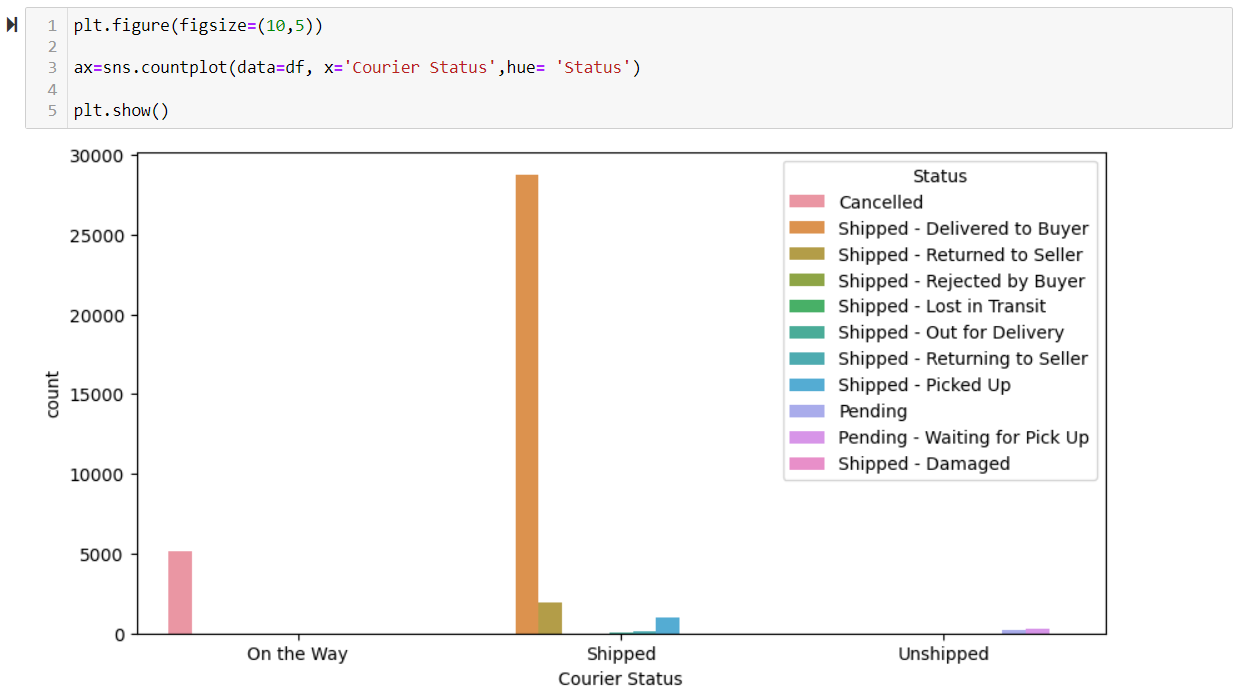 1 plt.figure(figsize=(10,5))
2
3 ax=sns.countplot(data=df, x='Courier Status',hue= 'Status')
4
5 plt.show()
30000
25000
20000
15000
10000
5000
0
count
Status
Cancelled
Shipped - Delivered to Buyer
Shipped - Returned to Seller
Shipped - Rejected by Buyer
Shipped - Lost in Transit
Shipped - Out for Delivery
Shipped - Returning to Seller
Shipped - Picked Up
Pending
Pending - Waiting for Pick Up
Shipped - Damaged
On the Way Shipped Unshipped
Courier Status